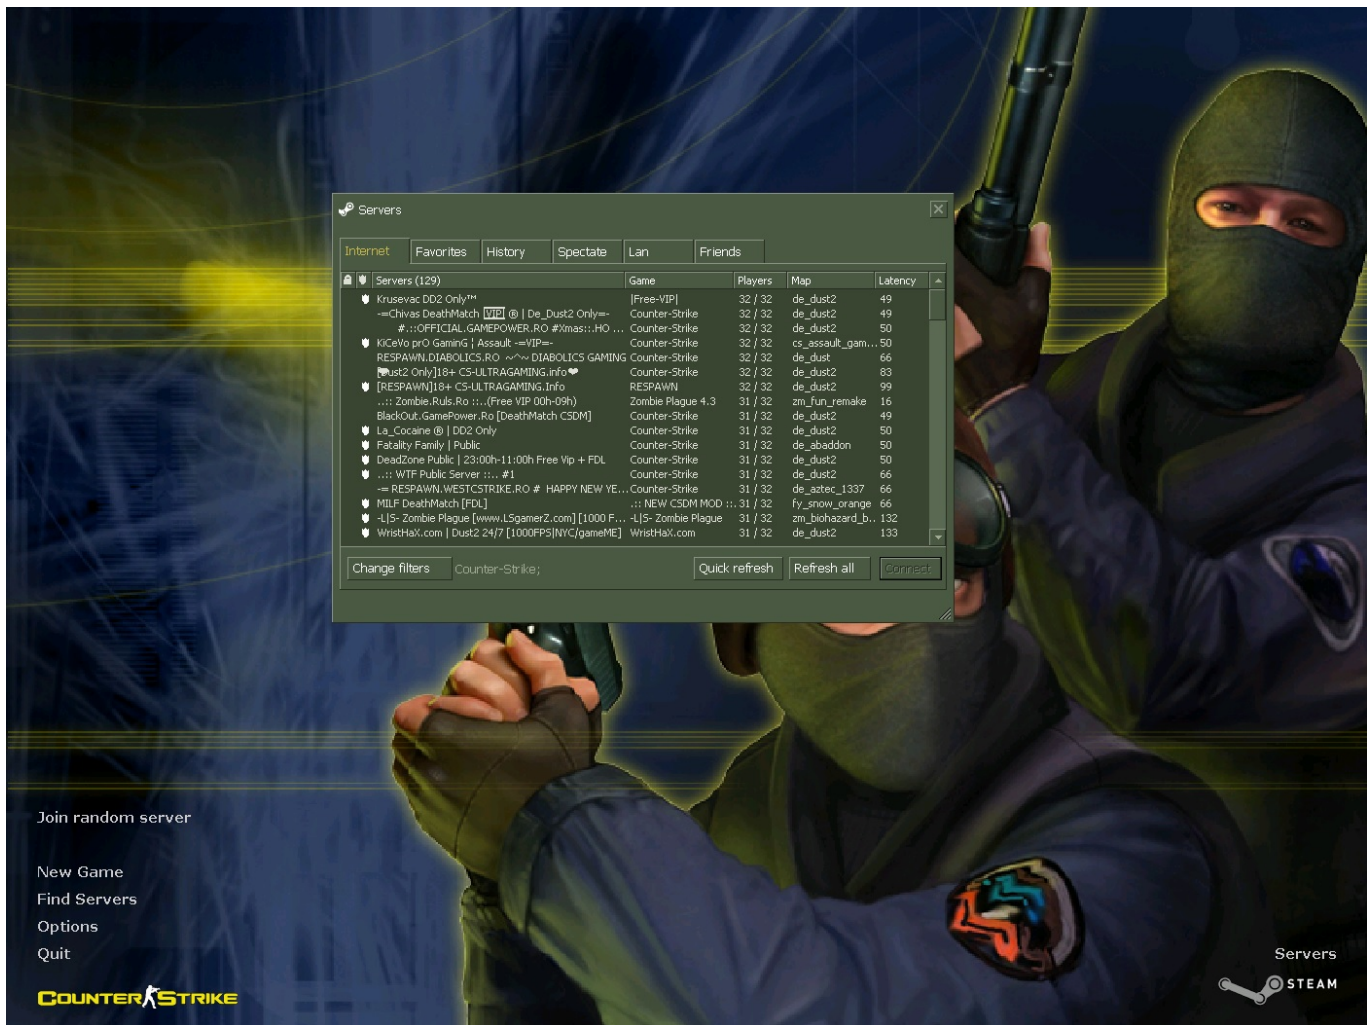 Servers
Internet Favorites History Spectate Lan Friends
Servers (129) Game Players Map Latency
Krusevac DD2 Only™ |Free-VIP| 32 / 32 de_dust2 49
-=Chivas DeathMatch VIP ® | De_Dust2 Only=- Counter-Strike 32 / 32 de_dust2 49
#.::OFFICIAL.GAMEPOWER.RO #Xmas::.HO ... Counter-Strike 32 / 32 de_dust2 50
KiCeVo prO GaminG ¦ Assault -=VIP=- Counter-Strike 32 / 32 cs_assault_gam... 50
RESPAWN.DIABOLICS.RO ~^~ DIABOLICS GAMING Counter-Strike 32 / 32 de_dust 66
[Dust2 Only]18+ CS-ULTRAGAMING.info❤ Counter-Strike 32 / 32 de_dust2 83
[RESPAWN]18+ CS-ULTRAGAMING.Info RESPAWN 32 / 32 de_dust2 99
..:: Zombie.Ruls.Ro ::..(Free VIP 00h-09h) Zombie Plague 4.3 31 / 32 zm_fun_remake 16
BlackOut.GamePower.Ro [DeathMatch CSDM] Counter-Strike 31 / 32 de_dust2 49
La_Cocaine ® | DD2 Only Counter-Strike 31 / 32 de_dust2 50
Fatality Family | Public Counter-Strike 31 / 32 de_abaddon 50
DeadZone Public | 23:00h-11:00h Free Vip + FDL Counter-Strike 31 / 32 de_dust2 50
..:: WTF Public Server ::.. #1 Counter-Strike 31 / 32 de_dust2 66
-= RESPAWN.WESTCSTRIKE.RO # HAPPY NEW YE... Counter-Strike 31 / 32 de_aztec_1337 66
MILF DeathMatch [FDL] .:: NEW CSDM MOD ::. 31 / 32 fy_snow_orange 66
-L|S- Zombie Plague [www.LSgamerZ.com] [1000 F... -L|S- Zombie Plague 31 / 32 zm_biohazard_b.. 132
WristHaX.com | Dust2 24/7 [1000FPS|NYC/gameME] WristHaX.com 31 / 32 de_dust2 133
Change filters Counter-Strike; Quick refresh Refresh all Connect
Join random server
New Game
Find Servers
Options
Quit
COUNTER STRIKE
Servers
STEAM